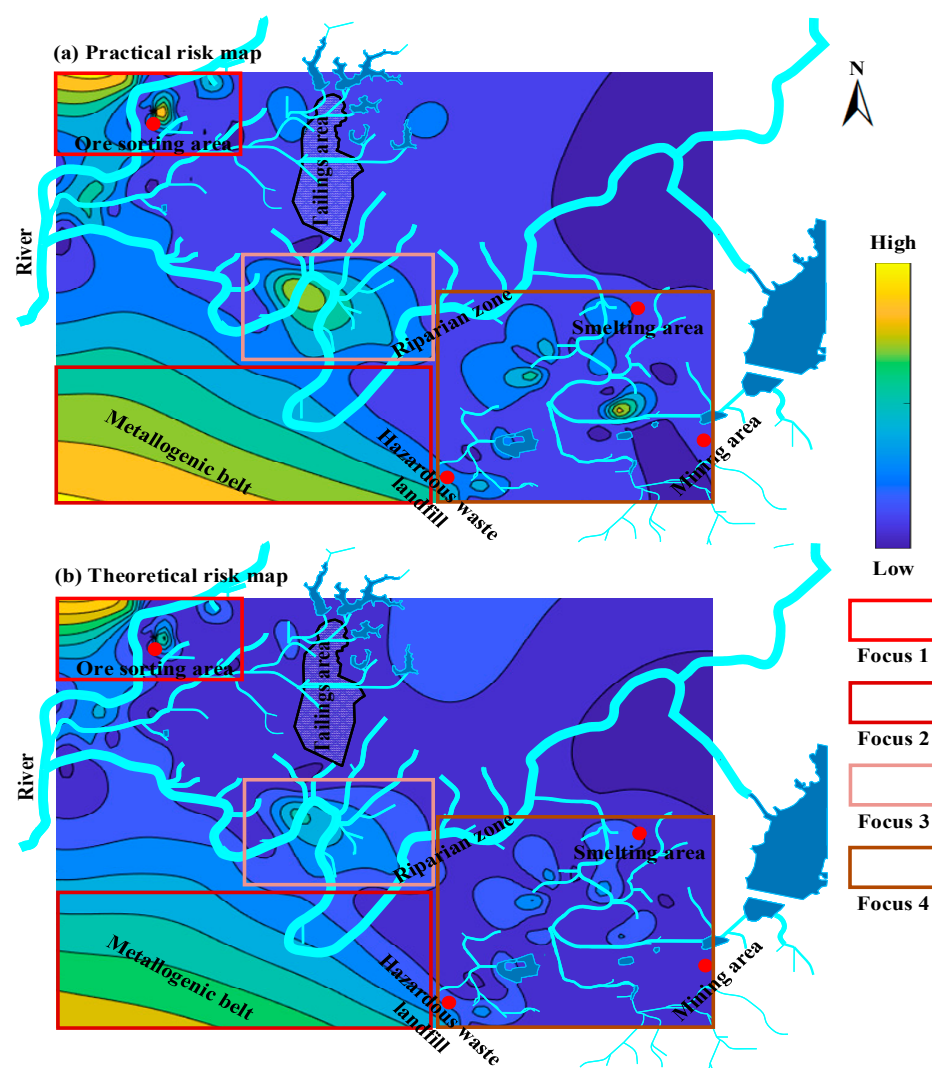 (a) Practical risk map
N
Ore sorting area
Tailings area
River
High
Riparian zone
Smelting area
Metallogenic belt
Hazardous waste
landfill
Mining area
Low
(b) Theoretical risk map
Ore sorting area
Tailings area
River
Riparian zone
Smelting area
Metallogenic belt
Hazardous waste
landfill
Mining area
Focus 1
Focus 2
Focus 3
Focus 4